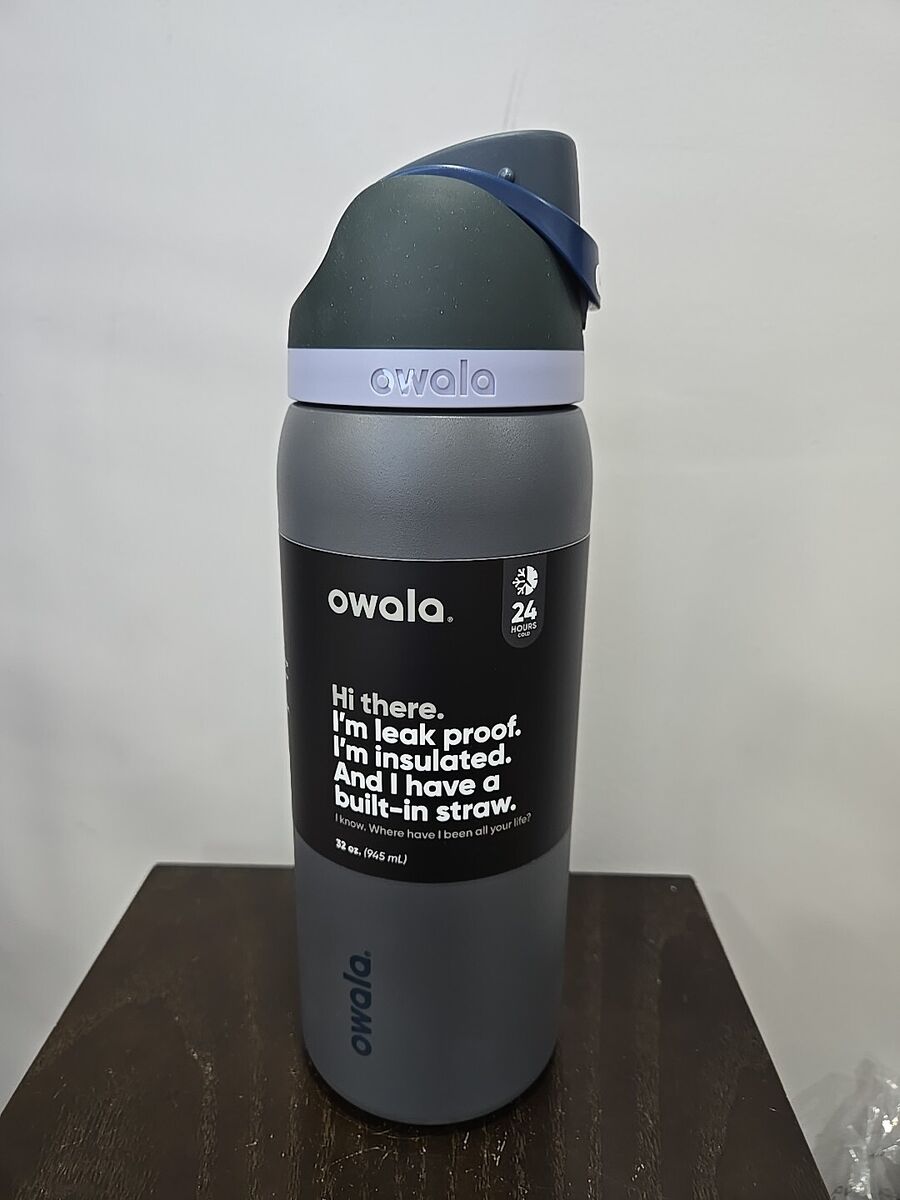 owala
owala®
24
HOURS
COLD
Hi there.
I'm leak proof.
I'm insulated.
And I have a
built-in straw.
I know. Where have I been all your life?
32 oz. (945 mL)
owala®